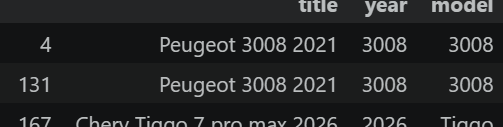 title year model
4 Peugeot 3008 2021 3008 3008
131 Peugeot 3008 2021 3008 3008
167 Chery Tiggo 7 pro max 2026 2026 Tiggo